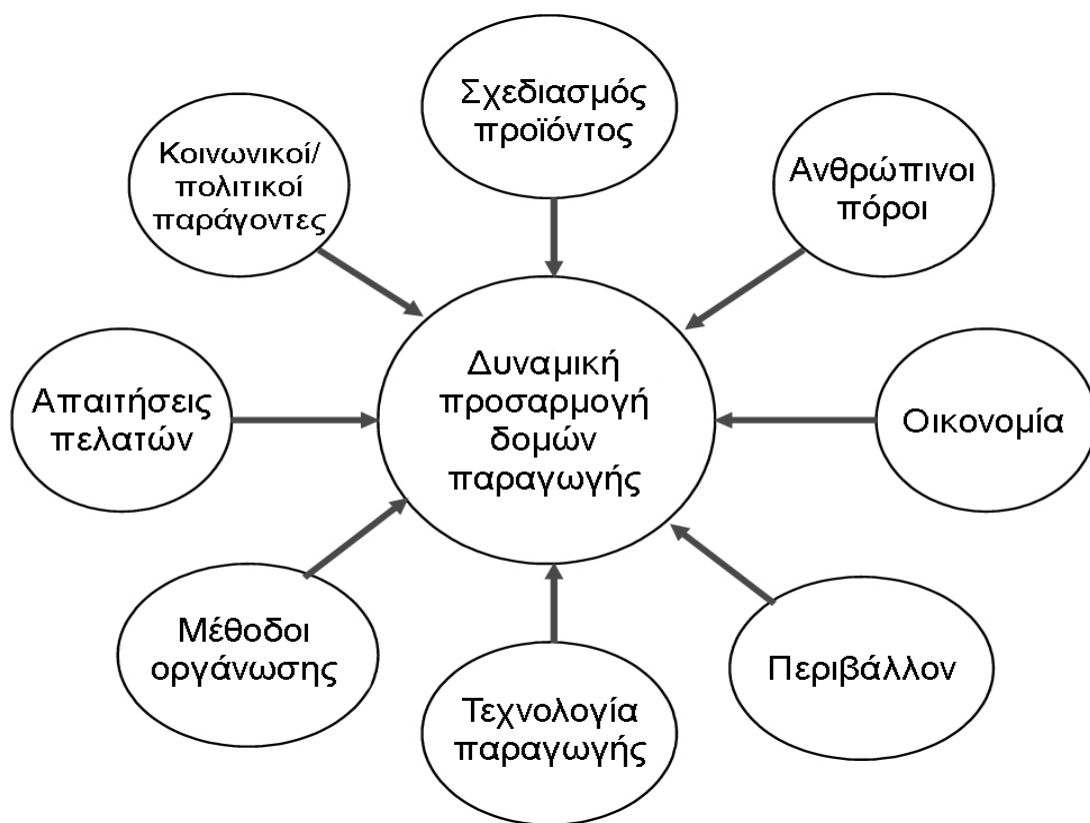 Σχεδιασμός
προϊόντος
Κοινωνικοί/
πολιτικοί
παράγοντες
Ανθρώπινοι
πόροι
Δυναμική
προσαρμογή
δομών
παραγωγής
Απαιτήσεις
πελατών
Οικονομία
Μέθοδοι
οργάνωσης
Τεχνολογία
παραγωγής
Περιβάλλον